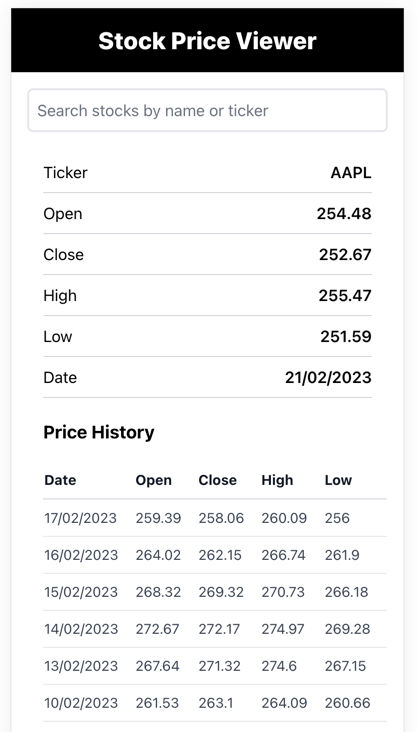 Stock Price Viewer
Search stocks by name or ticker
Ticker AAPL
Open 254.48
Close 252.67
High 255.47
Low 251.59
Date 21/02/2023
Price History
Date Open Close High Low
17/02/2023 259.39 258.06 260.09 256
16/02/2023 264.02 262.15 266.74 261.9
15/02/2023 268.32 269.32 270.73 266.18
14/02/2023 272.67 272.17 274.97 269.28
13/02/2023 267.64 271.32 274.6 267.15
10/02/2023 261.53 263.1 264.09 260.66